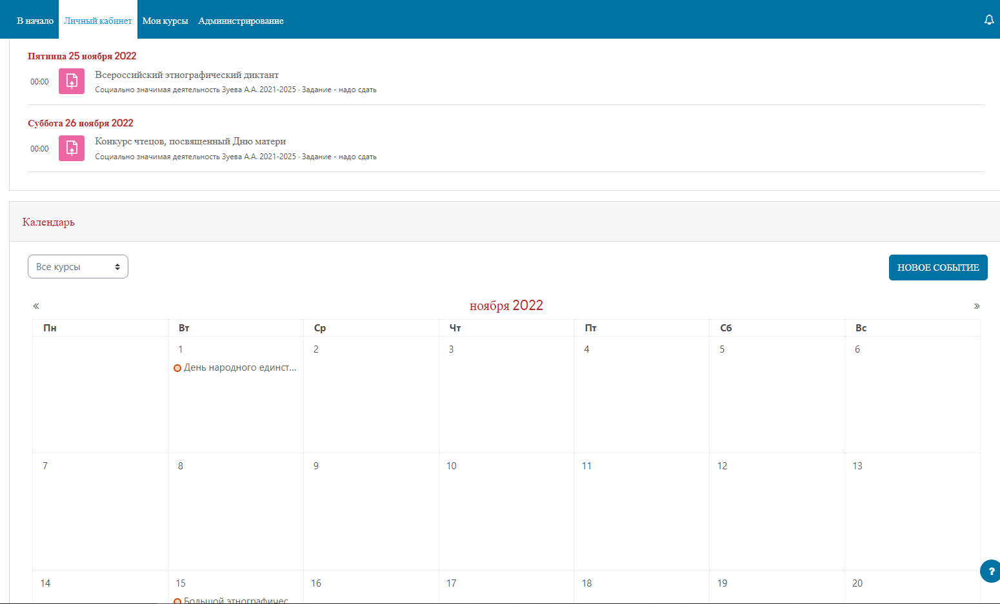 В начало Личный кабинет Мои курсы Администрирование
Пятница 25 ноября 2022
00:00 Всероссийский этнографический диктант
Социально значимая деятельность Зуева А.А. 2021-2025 · Задание - надо сдать
Суббота 26 ноября 2022
00:00 Конкурс чтецов, посвященный Дню матери
Социально значимая деятельность Зуева А.А. 2021-2025 · Задание - надо сдать
Календарь
Все курсы НОВОЕ СОБЫТИЕ
« ноября 2022 »
Пн Вт Ср Чт Пт Сб Вс
1 2 3 4 5 6
День народного единст...
7 8 9 10 11 12 13
14 15 16 17 18 19 20
Большой этнографичес...
?